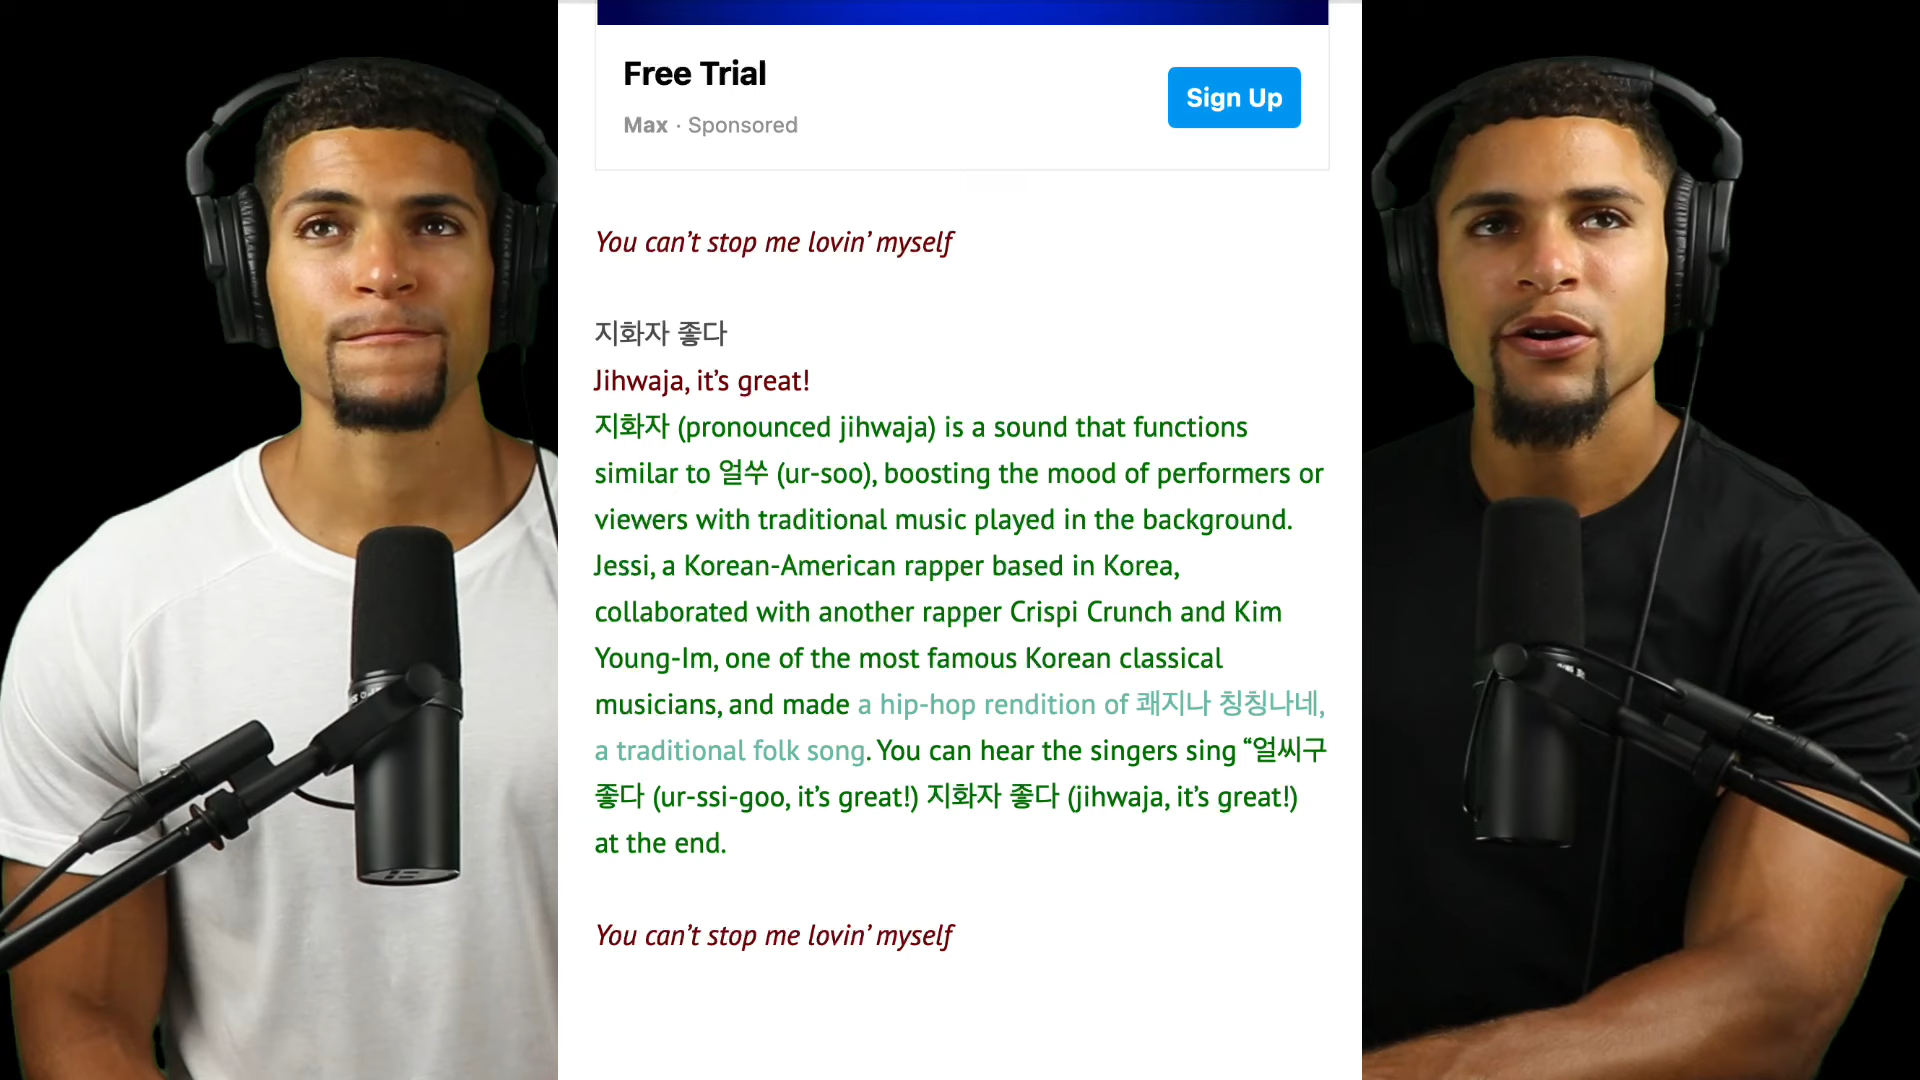 Free Trial
Sign Up
Max · Sponsored
You can’t stop me lovin’ myself
지화자 좋다
Jihwaja, it’s great!
지화자 (pronounced jihwaja) is a sound that functions
similar to 얼쑤 (ur-soo), boosting the mood of performers or
viewers with traditional music played in the background.
Jessi, a Korean-American rapper based in Korea,
collaborated with another rapper Crispi Crunch and Kim
Young-Im, one of the most famous Korean classical
musicians, and made a hip-hop rendition of 쾌지나 칭칭나네,
a traditional folk song. You can hear the singers sing “얼씨구
좋다 (ur-ssi-goo, it’s great!) 지화자 좋다 (jihwaja, it’s great!)
at the end.
You can’t stop me lovin’ myself